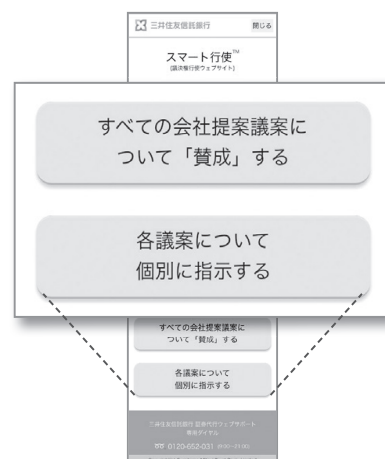 三井住友信託銀行
閉じる
スマート行使™
[議決権行使ウェブサイト]
すべての会社提案議案に
ついて「賛成」する
各議案について
個別に指示する
すべての会社提案議案に
ついて「賛成」する
各議案について
個別に指示する
三井住友信託銀行 証券代行ウェブサポート
専用ダイヤル
0120-652-031